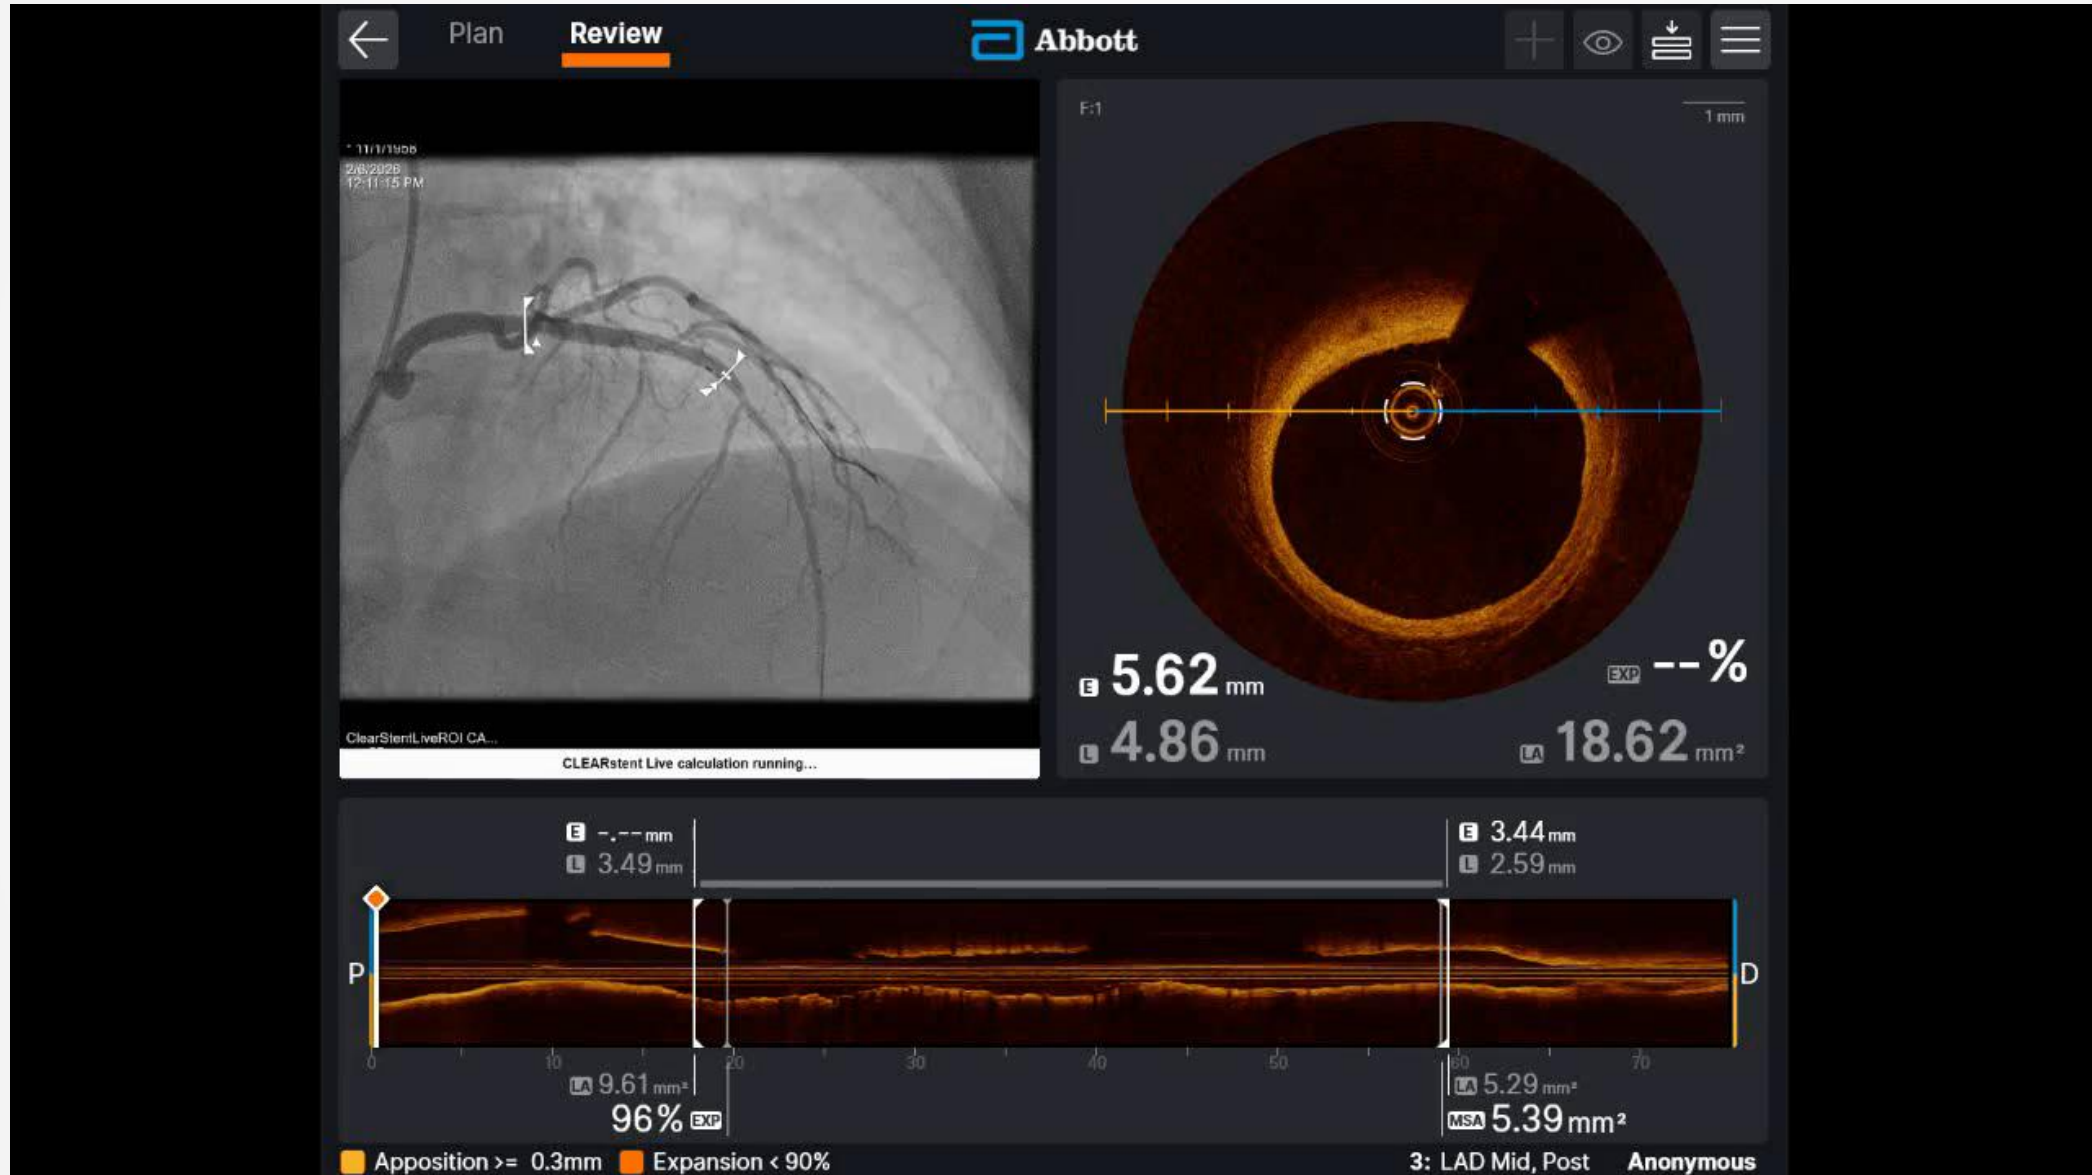 Plan
Review
Abbott
* 11/1/1958
2/6/2026
12:11:15 PM
ClearStentLiveROI CA...
CLEARstent Live calculation running...
F:1
1 mm
E 5.62 mm
L 4.86 mm
EXP --%
LA 18.62 mm²
E -.-- mm
L 3.49 mm
E 3.44 mm
L 2.59 mm
P
D
0 10 20 30 40 50 60 70
LA 9.61 mm²
96% EXP
LA 5.29 mm²
MSA 5.39 mm²
Apposition >= 0.3mm
Expansion < 90%
3: LAD Mid, Post
Anonymous